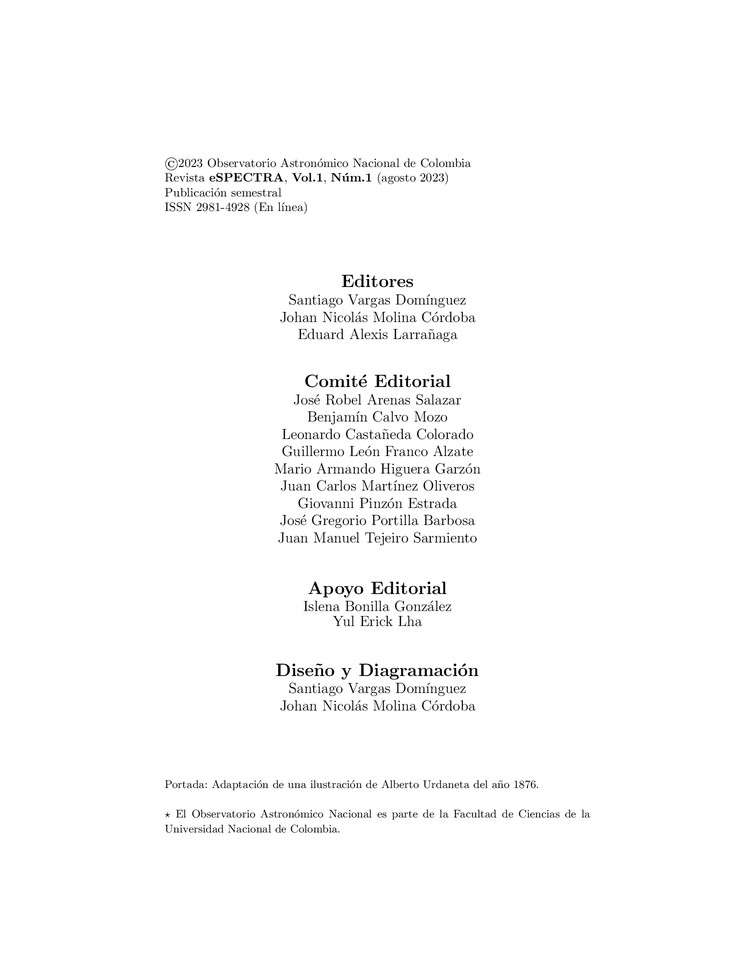 ©2023 Observatorio Astronómico Nacional de Colombia
Revista eSPECTRA, Vol.1, Núm.1 (agosto 2023)
Publicación semestral
ISSN 2981-4928 (En línea)
Editores
Santiago Vargas Domínguez
Johan Nicolás Molina Córdoba
Eduard Alexis Larrañaga
Comité Editorial
José Robel Arenas Salazar
Benjamín Calvo Mozo
Leonardo Castañeda Colorado
Guillermo León Franco Alzate
Mario Armando Higuera Garzón
Juan Carlos Martínez Oliveros
Giovanni Pinzón Estrada
José Gregorio Portilla Barbosa
Juan Manuel Tejeiro Sarmiento
Apoyo Editorial
Islena Bonilla González
Yul Erick Lha
Diseño y Diagramación
Santiago Vargas Domínguez
Johan Nicolás Molina Córdoba
Portada: Adaptación de una ilustración de Alberto Urdaneta del año 1876.
⋆ El Observatorio Astronómico Nacional es parte de la Facultad de Ciencias de la
Universidad Nacional de Colombia.